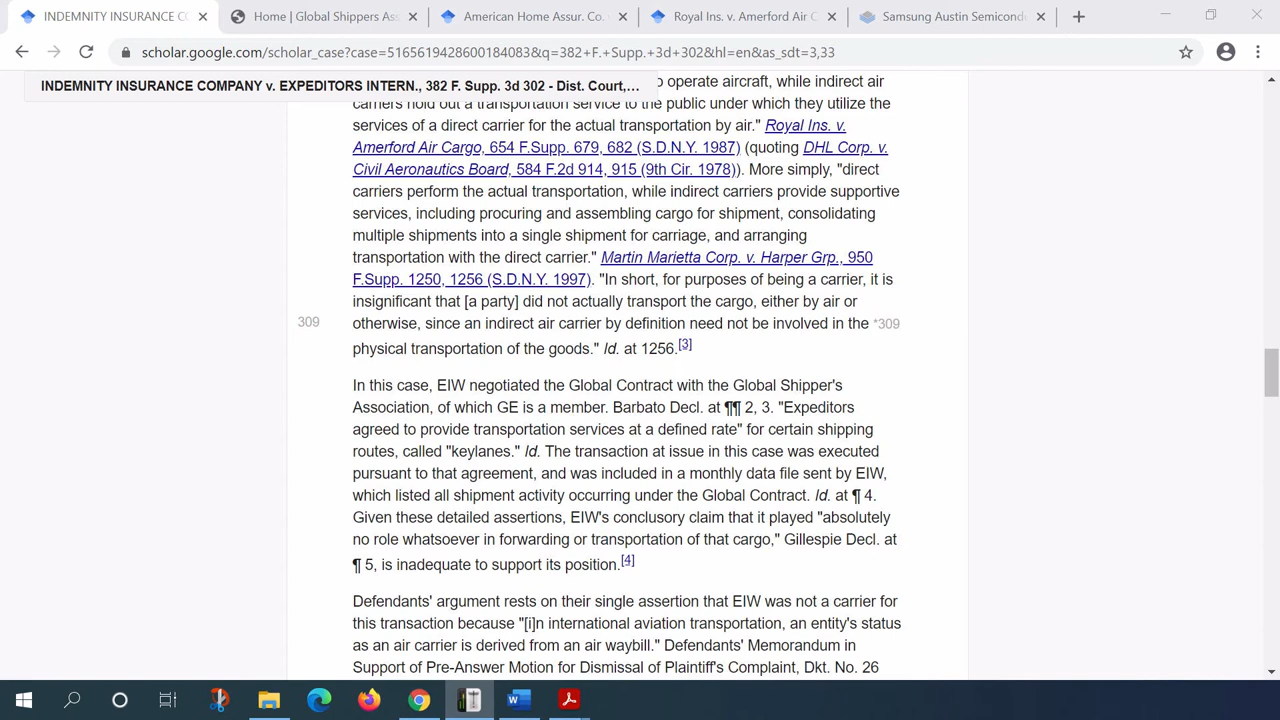 INDEMNITY INSURANCE CO
Home | Global Shippers Ass
American Home Assur. Co. v
Royal Ins. v. Amerford Air C
Samsung Austin Semicond
scholar.google.com/scholar_case?case=5165619428600184083&q=382+F.+Supp.+3d+302&hl=en&as_sdt=3,33
INDEMNITY INSURANCE COMPANY v. EXPEDITORS INTERN., 382 F. Supp. 3d 302 - Dist. Court,...
o operate aircraft, while indirect air
carriers hold out a transportation service to the public under which they utilize the
services of a direct carrier for the actual transportation by air." Royal Ins. v.
Amerford Air Cargo, 654 F.Supp. 679, 682 (S.D.N.Y. 1987) (quoting DHL Corp. v.
Civil Aeronautics Board, 584 F.2d 914, 915 (9th Cir. 1978)). More simply, "direct
carriers perform the actual transportation, while indirect carriers provide supportive
services, including procuring and assembling cargo for shipment, consolidating
multiple shipments into a single shipment for carriage, and arranging
transportation with the direct carrier." Martin Marietta Corp. v. Harper Grp., 950
F.Supp. 1250, 1256 (S.D.N.Y. 1997). "In short, for purposes of being a carrier, it is
insignificant that [a party] did not actually transport the cargo, either by air or
309 otherwise, since an indirect air carrier by definition need not be involved in the *309
physical transportation of the goods." Id. at 1256.[3]
In this case, EIW negotiated the Global Contract with the Global Shipper's
Association, of which GE is a member. Barbato Decl. at ¶¶ 2, 3. "Expeditors
agreed to provide transportation services at a defined rate" for certain shipping
routes, called "keylanes." Id. The transaction at issue in this case was executed
pursuant to that agreement, and was included in a monthly data file sent by EIW,
which listed all shipment activity occurring under the Global Contract. Id. at ¶ 4.
Given these detailed assertions, EIW's conclusory claim that it played "absolutely
no role whatsoever in forwarding or transportation of that cargo," Gillespie Decl. at
¶ 5, is inadequate to support its position.[4]
Defendants' argument rests on their single assertion that EIW was not a carrier for
this transaction because "[i]n international aviation transportation, an entity's status
as an air carrier is derived from an air waybill." Defendants' Memorandum in
Support of Pre-Answer Motion for Dismissal of Plaintiff's Complaint, Dkt. No. 26